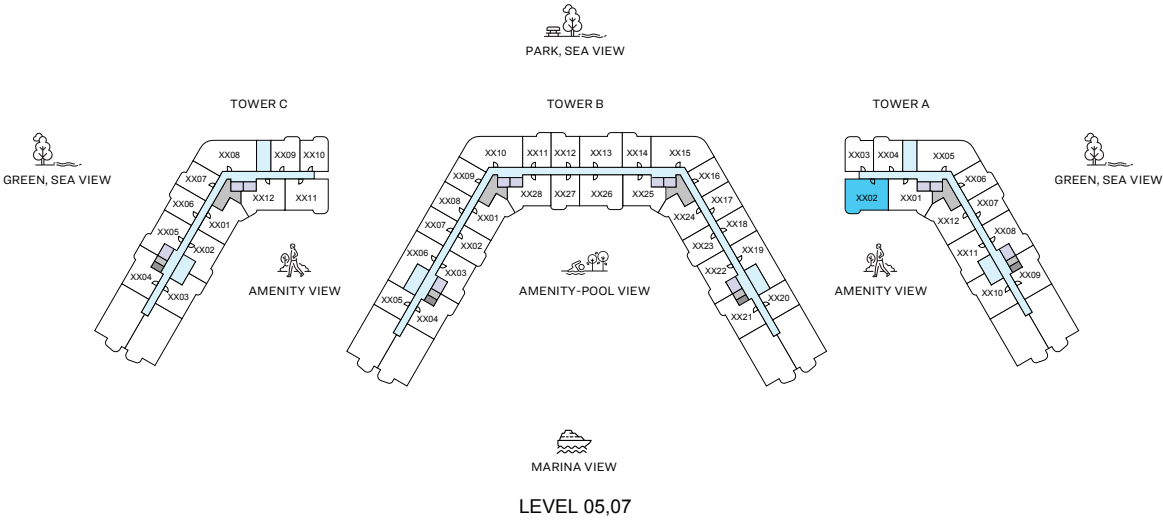 PARK, SEA VIEW
TOWER C
TOWER B
TOWER A
GREEN, SEA VIEW
GREEN, SEA VIEW
XX08
XX09
XX10
XX07
XX12
XX11
XX06
XX01
XX05
XX02
XX04
XX03
XX10
XX11
XX12
XX13
XX14
XX15
XX09
XX28
XX27
XX26
XX25
XX16
XX08
XX01
XX24
XX17
XX07
XX02
XX23
XX18
XX06
XX03
XX22
XX19
XX05
XX04
XX21
XX20
XX03
XX04
XX05
XX02
XX01
XX06
XX12
XX07
XX11
XX08
XX10
XX09
AMENITY VIEW
AMENITY-POOL VIEW
AMENITY VIEW
MARINA VIEW
LEVEL 05,07